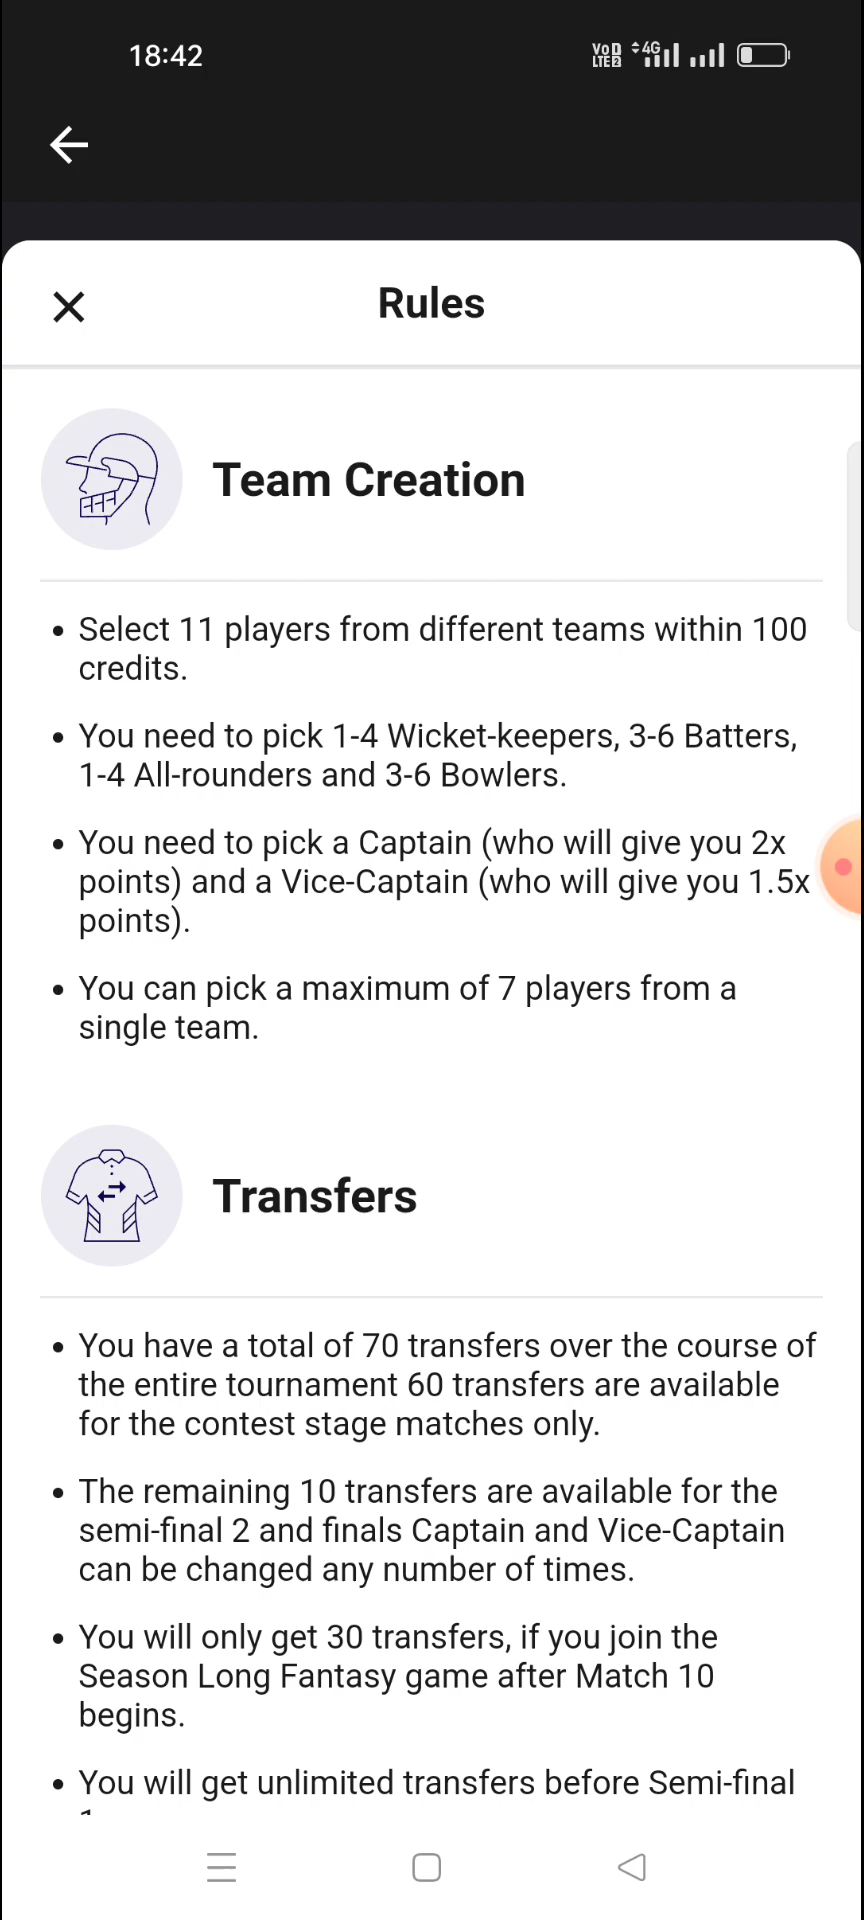 18:42
VoD
LTE2
4G
Rules
Team Creation
• Select 11 players from different teams within 100
credits.
• You need to pick 1-4 Wicket-keepers, 3-6 Batters,
1-4 All-rounders and 3-6 Bowlers.
• You need to pick a Captain (who will give you 2x
points) and a Vice-Captain (who will give you 1.5x
points).
• You can pick a maximum of 7 players from a
single team.
Transfers
• You have a total of 70 transfers over the course of
the entire tournament 60 transfers are available
for the contest stage matches only.
• The remaining 10 transfers are available for the
semi-final 2 and finals Captain and Vice-Captain
can be changed any number of times.
• You will only get 30 transfers, if you join the
Season Long Fantasy game after Match 10
begins.
• You will get unlimited transfers before Semi-final